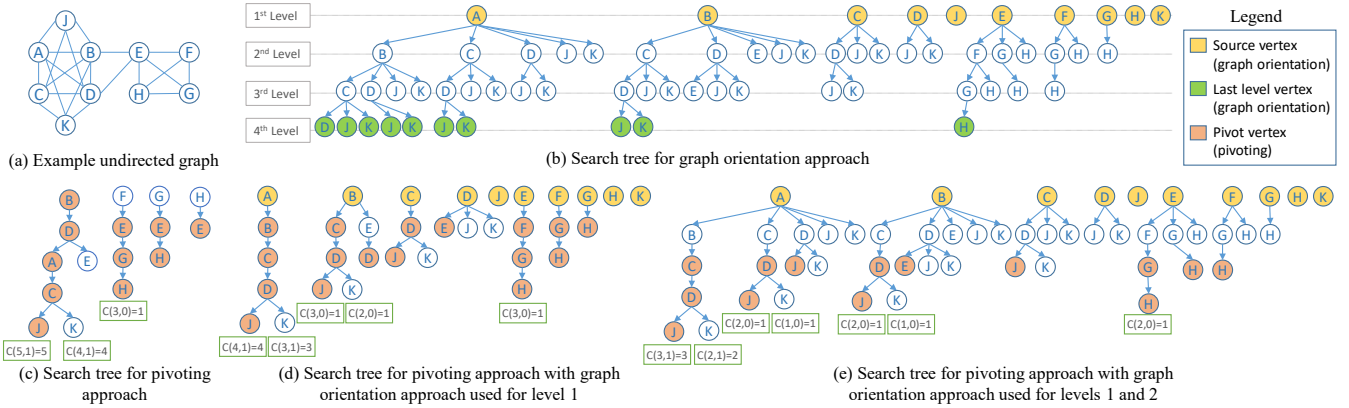 J
A B E F
C D H G
K
(a) Example undirected graph
1st Level
A B C D J E F G H K
2nd Level
B C D J K C D E J K D J K J K F G H G H H
3rd Level
C D J K D J K J K D J K E J K J K G H H H
4th Level
D J K J K J K J K H
(b) Search tree for graph orientation approach
Legend
Source vertex
(graph orientation)
Last level vertex
(graph orientation)
Pivot vertex
(pivoting)
B F G H
D E E E
A E G H
C H
C(3,0)=1
J K
C(5,1)=5 C(4,1)=4
(c) Search tree for pivoting
approach
A B C D J E F G H K
B C E D E J K F G H
C D D J K G H
D J K H
C(3,0)=1 C(2,0)=1 C(3,0)=1
J K
C(4,1)=4 C(3,1)=3
(d) Search tree for pivoting approach with graph
orientation approach used for level 1
A B C D J E F G H K
B C D J K C D E J K D J K J K F G H G H H
C D J K D E J K J K G H H
D J K J K H
C(2,0)=1 C(1,0)=1 C(2,0)=1 C(1,0)=1 C(2,0)=1
J K
C(3,1)=3 C(2,1)=2
(e) Search tree for pivoting approach with graph
orientation approach used for levels 1 and 2